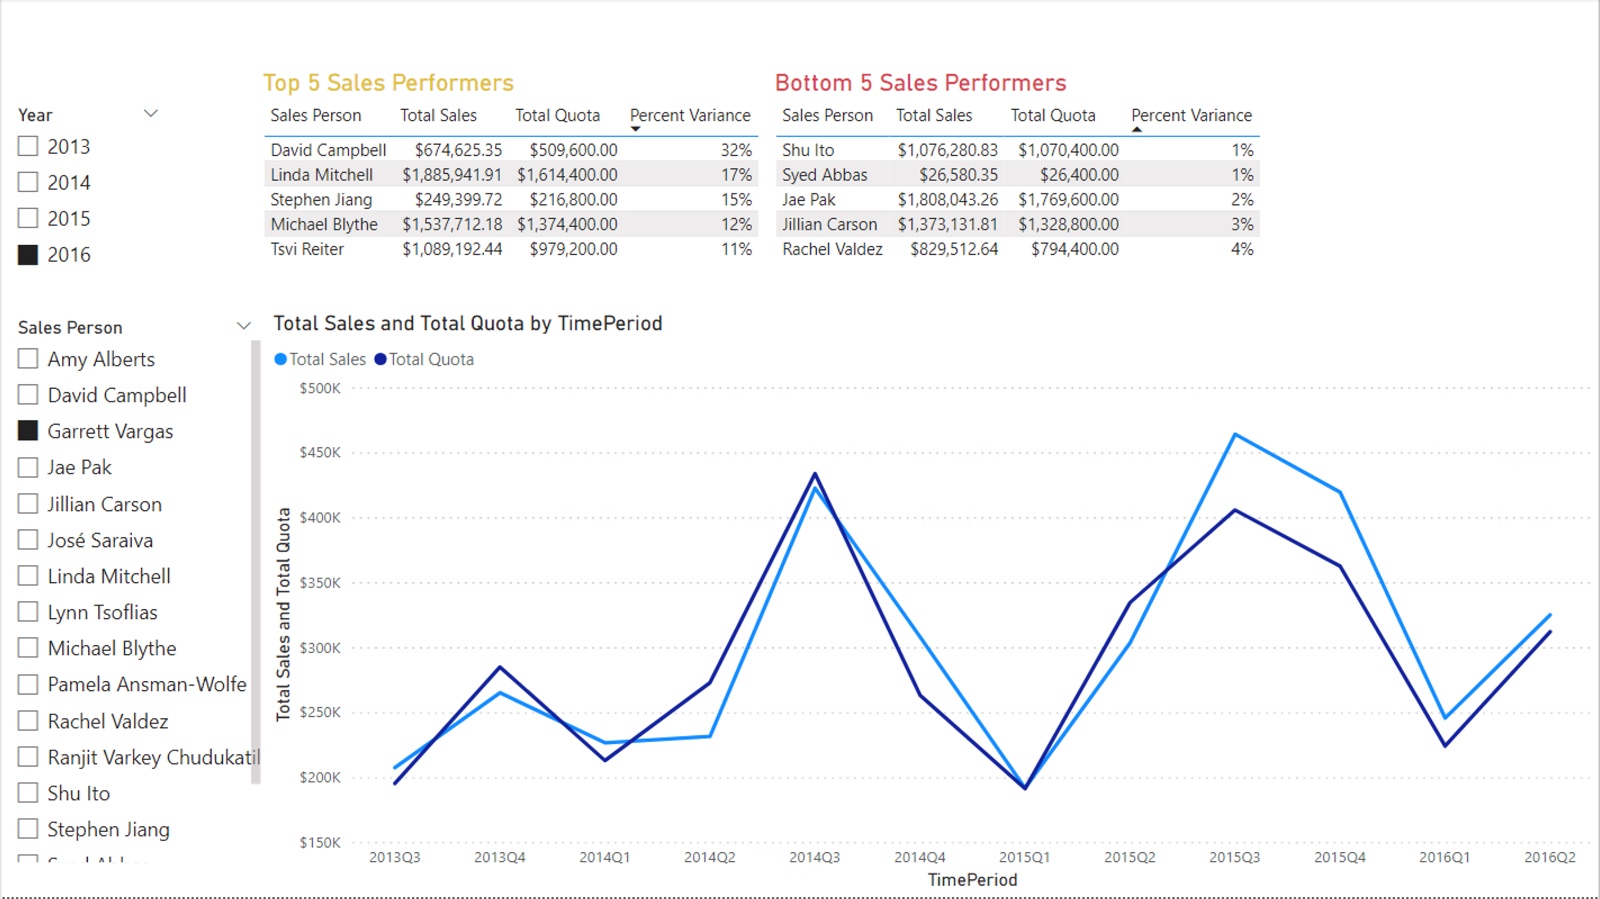 Top 5 Sales Performers
Sales Person Total Sales Total Quota Percent Variance
David Campbell $674,625.35 $509,600.00 32%
Linda Mitchell $1,885,941.91 $1,614,400.00 17%
Stephen Jiang $249,399.72 $216,800.00 15%
Michael Blythe $1,537,712.18 $1,374,400.00 12%
Tsvi Reiter $1,089,192.44 $979,200.00 11%
Bottom 5 Sales Performers
Sales Person Total Sales Total Quota Percent Variance
Shu Ito $1,076,280.83 $1,070,400.00 1%
Syed Abbas $26,580.35 $26,400.00 1%
Jae Pak $1,808,043.26 $1,769,600.00 2%
Jillian Carson $1,373,131.81 $1,328,800.00 3%
Rachel Valdez $829,512.64 $794,400.00 4%
Year
2013
2014
2015
2016
Sales Person
Amy Alberts
David Campbell
Garrett Vargas
Jae Pak
Jillian Carson
José Saraiva
Linda Mitchell
Lynn Tsoflias
Michael Blythe
Pamela Ansman-Wolfe
Rachel Valdez
Ranjit Varkey Chudukatil
Shu Ito
Stephen Jiang
Total Sales and Total Quota by TimePeriod
Total Sales Total Quota
Total Sales and Total Quota
$500K
$450K
$400K
$350K
$300K
$250K
$200K
$150K
2013Q3 2013Q4 2014Q1 2014Q2 2014Q3 2014Q4 2015Q1 2015Q2 2015Q3 2015Q4 2016Q1 2016Q2
TimePeriod